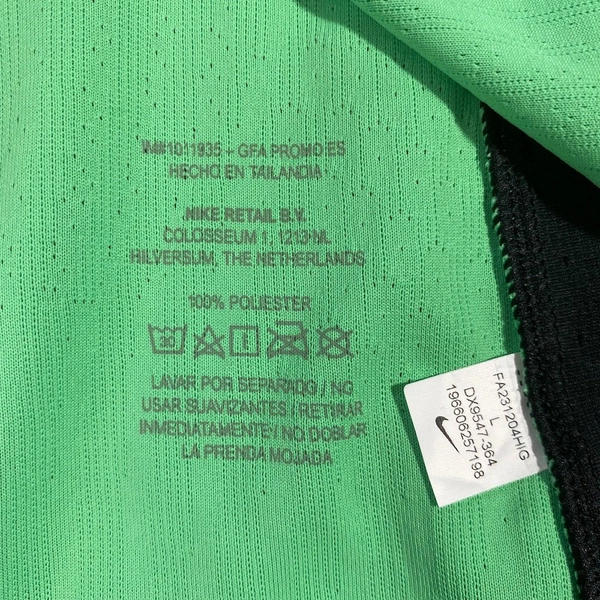 W#1011935 - GFA PROMO ES
HECHO EN TAILANDIA
NIKE RETAIL B.V.
COLOSSEUM 1, 1213 NL
HILVERSUM, THE NETHERLANDS
100% POLIESTER
LAVAR POR SEPARADO / NO
USAR SUAVIZANTES / RETIRAR
INMEDIATAMENTE / NO DOBLAR
LA PRENDA MOJADA
FA231204HIG
L
DX9547-364
196606257198